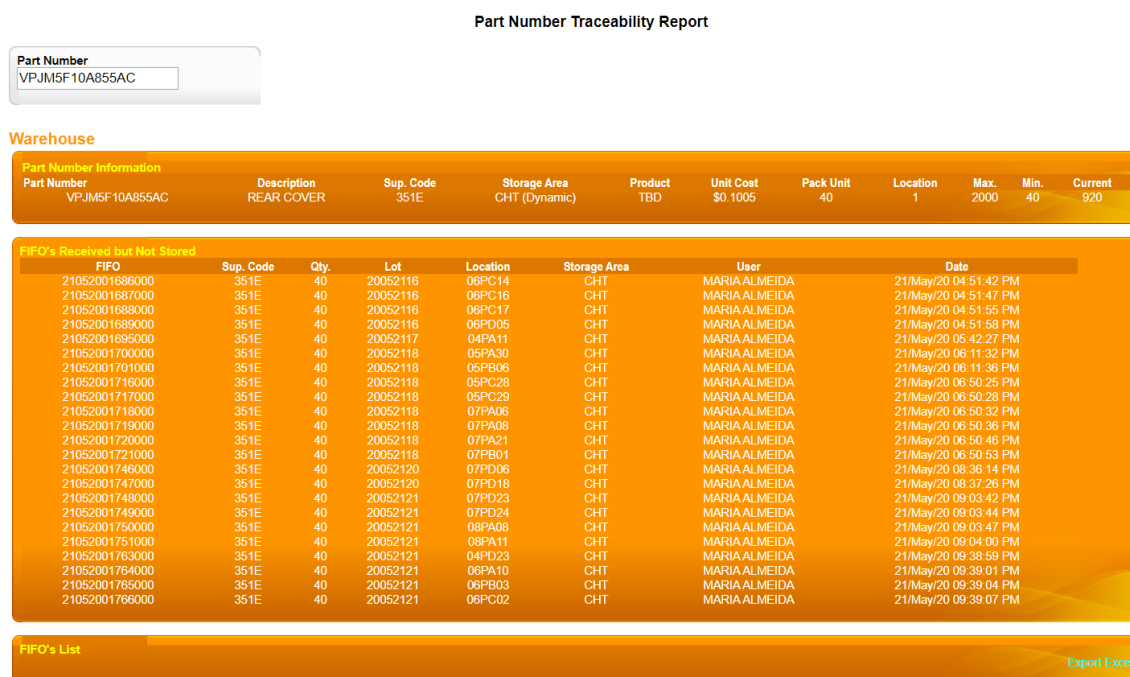 Part Number Traceability Report
Part Number
VPJM5F10A855AC
Warehouse
Part Number Information
Part Number Description Sup. Code Storage Area Product Unit Cost Pack Unit Location Max. Min. Current
VPJM5F10A855AC REAR COVER 351E CHT (Dynamic) TBD $0.1005 40 1 2000 40 920
FIFO's Received but Not Stored
FIFO Sup. Code Qty. Lot Location Storage Area User Date
21052001686000 351E 40 20052116 06PC14 CHT MARIA ALMEIDA 21/May/20 04:51:42 PM
21052001687000 351E 40 20052116 06PC16 CHT MARIA ALMEIDA 21/May/20 04:51:47 PM
21052001688000 351E 40 20052116 06PC17 CHT MARIA ALMEIDA 21/May/20 04:51:55 PM
21052001689000 351E 40 20052116 06PD05 CHT MARIA ALMEIDA 21/May/20 04:51:58 PM
21052001695000 351E 40 20052117 04PA11 CHT MARIA ALMEIDA 21/May/20 05:42:27 PM
21052001700000 351E 40 20052118 05PA30 CHT MARIA ALMEIDA 21/May/20 06:11:32 PM
21052001701000 351E 40 20052118 05PB06 CHT MARIA ALMEIDA 21/May/20 06:11:36 PM
21052001716000 351E 40 20052118 05PC28 CHT MARIA ALMEIDA 21/May/20 06:50:25 PM
21052001717000 351E 40 20052118 05PC29 CHT MARIA ALMEIDA 21/May/20 06:50:28 PM
21052001718000 351E 40 20052118 07PA06 CHT MARIA ALMEIDA 21/May/20 06:50:32 PM
21052001719000 351E 40 20052118 07PA08 CHT MARIA ALMEIDA 21/May/20 06:50:36 PM
21052001720000 351E 40 20052118 07PA21 CHT MARIA ALMEIDA 21/May/20 06:50:46 PM
21052001721000 351E 40 20052118 07PB01 CHT MARIA ALMEIDA 21/May/20 06:50:53 PM
21052001746000 351E 40 20052120 07PD06 CHT MARIA ALMEIDA 21/May/20 08:36:14 PM
21052001747000 351E 40 20052120 07PD18 CHT MARIA ALMEIDA 21/May/20 08:37:26 PM
21052001748000 351E 40 20052121 07PD23 CHT MARIA ALMEIDA 21/May/20 09:03:42 PM
21052001749000 351E 40 20052121 07PD24 CHT MARIA ALMEIDA 21/May/20 09:03:44 PM
21052001750000 351E 40 20052121 08PA08 CHT MARIA ALMEIDA 21/May/20 09:03:47 PM
21052001751000 351E 40 20052121 08PA11 CHT MARIA ALMEIDA 21/May/20 09:04:00 PM
21052001763000 351E 40 20052121 04PD23 CHT MARIA ALMEIDA 21/May/20 09:38:59 PM
21052001764000 351E 40 20052121 06PA10 CHT MARIA ALMEIDA 21/May/20 09:39:01 PM
21052001765000 351E 40 20052121 06PB03 CHT MARIA ALMEIDA 21/May/20 09:39:04 PM
21052001766000 351E 40 20052121 06PC02 CHT MARIA ALMEIDA 21/May/20 09:39:07 PM
FIFO's List
Export Exce